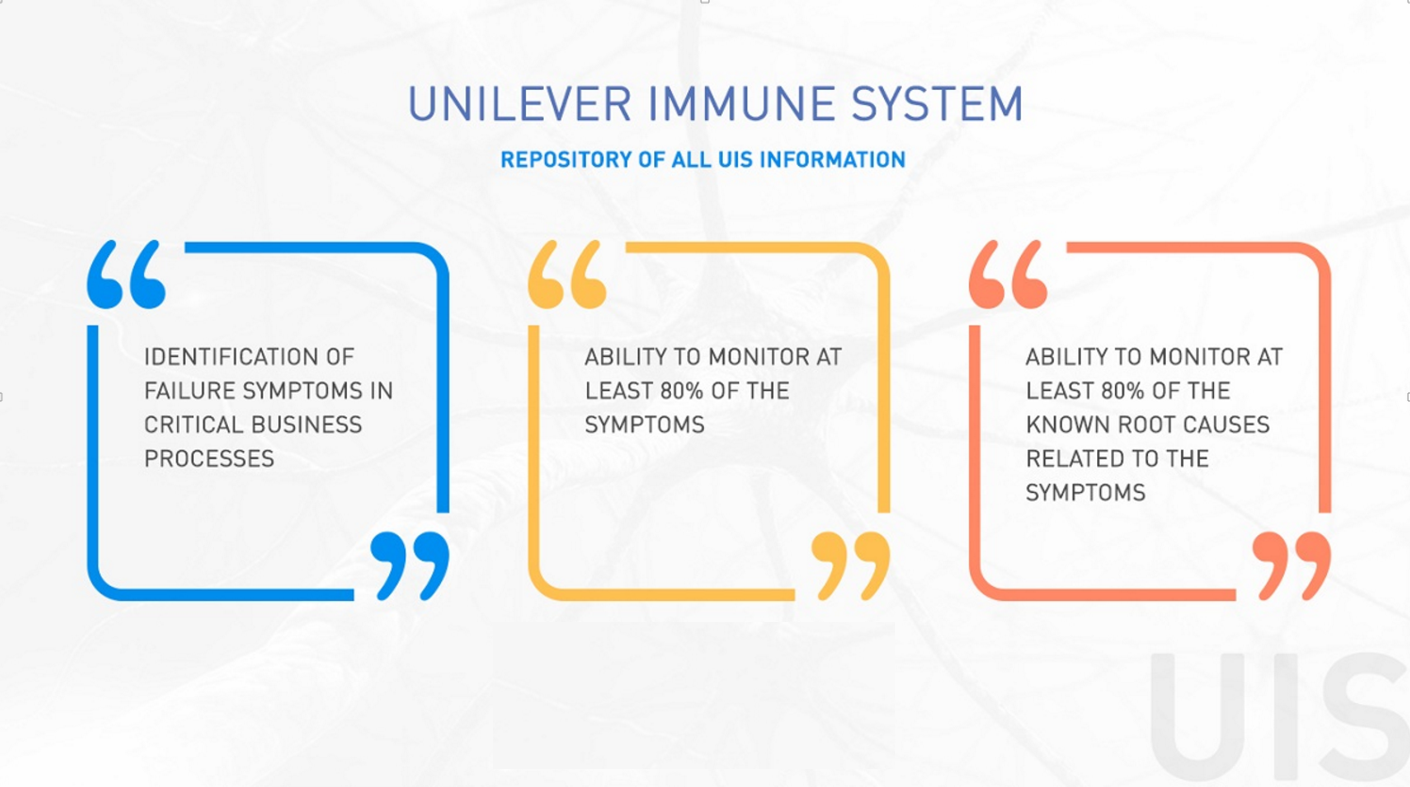 UNILEVER IMMUNE SYSTEM
REPOSITORY OF ALL UIS INFORMATION
IDENTIFICATION OF
FAILURE SYMPTOMS IN
CRITICAL BUSINESS
PROCESSES
ABILITY TO MONITOR AT
LEAST 80% OF THE
SYMPTOMS
ABILITY TO MONITOR AT
LEAST 80% OF THE
KNOWN ROOT CAUSES
RELATED TO THE
SYMPTOMS
UIS